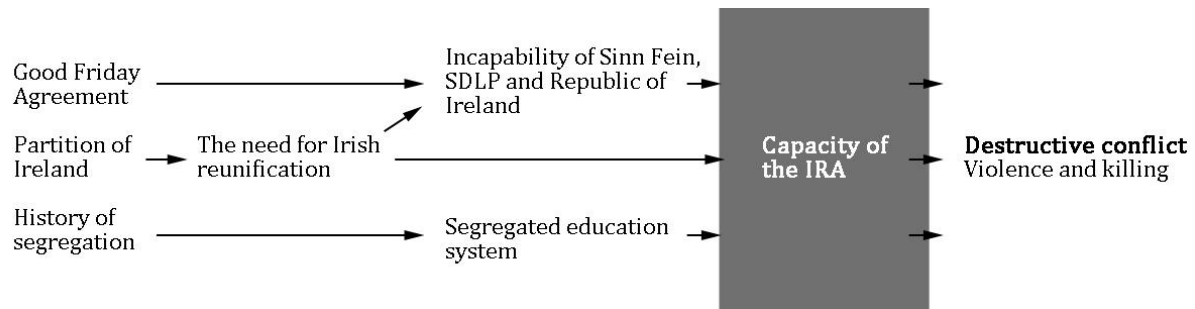 Good Friday
Agreement
Incapability of Sinn Fein,
SDLP and Republic of
Ireland
Partition of
Ireland
The need for Irish
reunification
Capacity of
the IRA
Destructive conflict
Violence and killing
History of
segregation
Segregated education
system